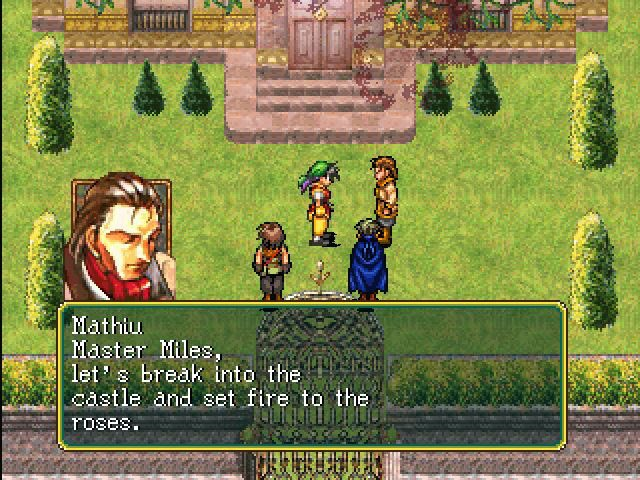 Mathiu
Master Miles,
let's break into the
castle and set fire to the
roses.